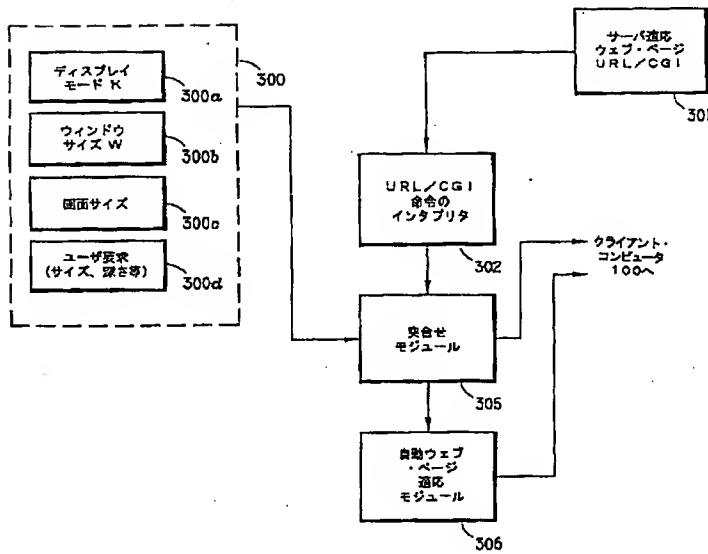 ディスプレイ
モード K
300a
ウィンドウ
サイズ W
300b
画面サイズ
300c
ユーザ要求
(サイズ、深さ等)
300d
300
サーバ適応
ウェブ・ページ
URL/CGI
301
URL/CGI
命令の
インタプリタ
302
突合せ
モジュール
305
クライアント・
コンピュータ
100へ
自動ウェブ
・ページ
適応
モジュール
306